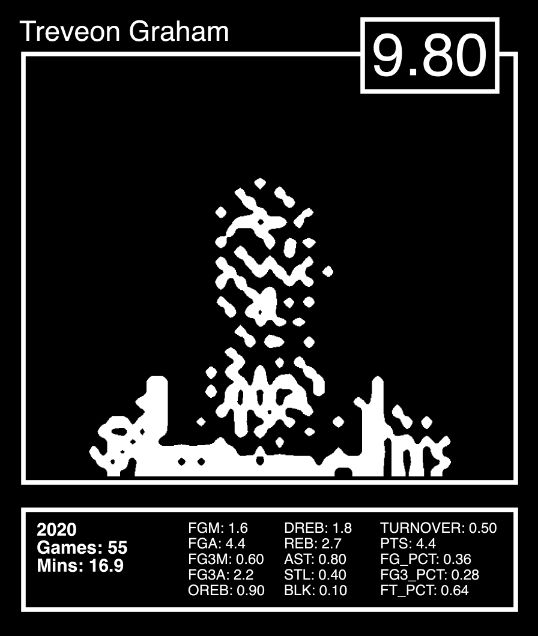 Treveon Graham
9.80
2020
Games: 55
Mins: 16.9
FGM: 1.6
FGA: 4.4
FG3M: 0.60
FG3A: 2.2
OREB: 0.90
DREB: 1.8
REB: 2.7
AST: 0.80
STL: 0.40
BLK: 0.10
TURNOVER: 0.50
PTS: 4.4
FG_PCT: 0.36
FG3_PCT: 0.28
FT_PCT: 0.64